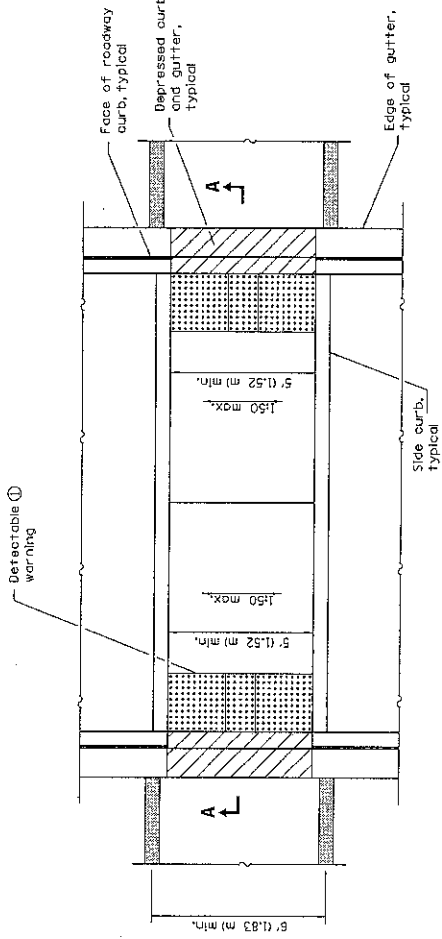 Detectable ①
warning
Face of roadway
curb, typical
Depressed curb
and gutter,
typical
A
5' (1.52 m) min.
1:50 max.
1:50 max.
5' (1.52 m) min.
A
Side curb,
typical
Edge of gutter,
typical
6' (1.83 m) min.